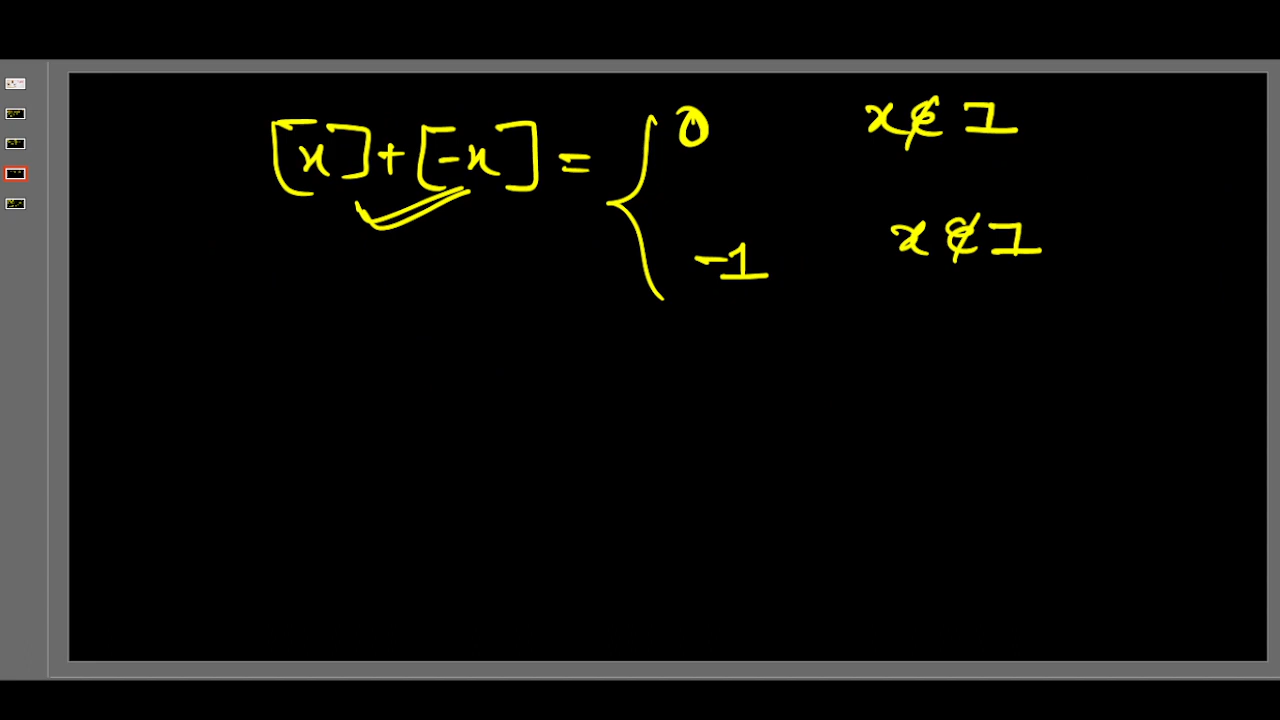 [x] + [-x] = { 0 x ∉ I
-1 x ∉ I